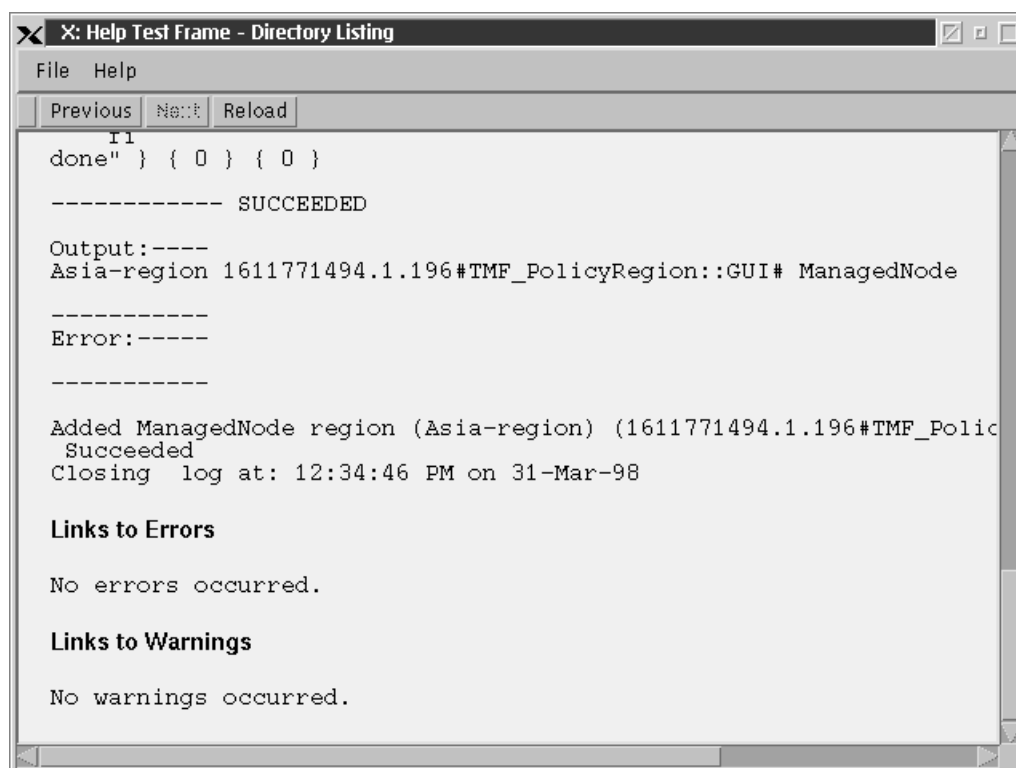 X: Help Test Frame - Directory Listing
File Help
Previous Next Reload
done" } { 0 } { 0 }
------------ SUCCEEDED
Output:----
Asia-region 1611771494.1.196#TMF_PolicyRegion::GUI# ManagedNode
-----------
Error:-----
-----------
Added ManagedNode region (Asia-region) (1611771494.1.196#TMF_Polic
Succeeded
Closing  log at: 12:34:46 PM on 31-Mar-98
Links to Errors
No errors occurred.
Links to Warnings
No warnings occurred.